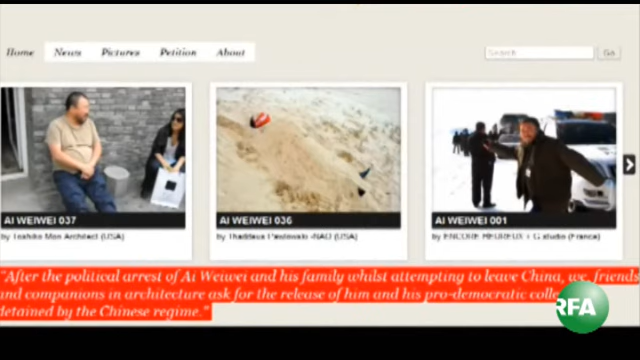 Home News Pictures Petition About Search Go
AI WEIWEI 037 AI WEIWEI 036 AI WEIWEI 001
by Toshiko Mori Architect (USA) by Thaddeus Pawlowski -NAO (USA) by ENCORE HEUREUX + G studio (France)
"After the political arrest of Ai Weiwei and his family whilst attempting to leave China, we, friends
and companions in architecture ask for the release of him and his pro-democratic
detained by the Chinese regime."
RFA